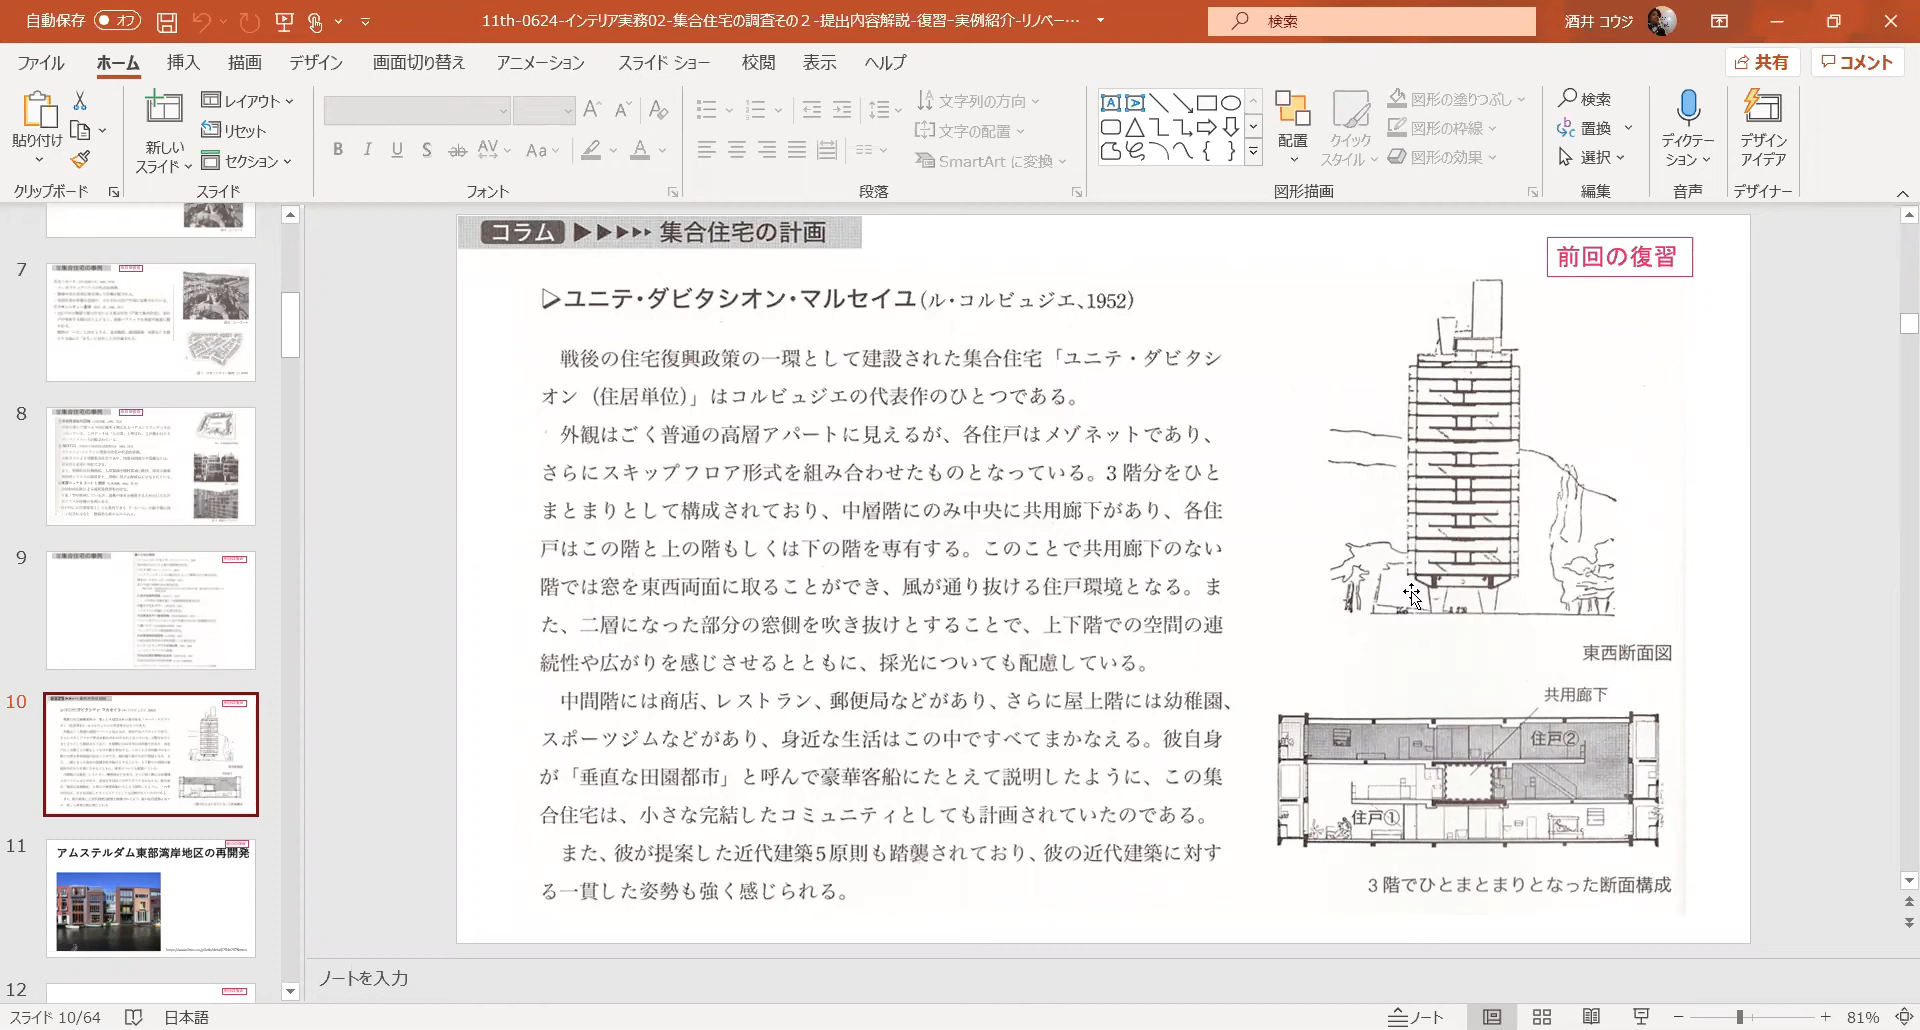 自動保存 オフ
11th-0624-インテリア実務02-集合住宅の調査その２-提出内容解説-復習-実例紹介-リノベー…
検索
酒井 コウジ
ファイル ホーム 挿入 描画 デザイン 画面切り替え アニメーション スライド ショー 校閲 表示 ヘルプ
共有 コメント
貼り付け
新しい
スライド
レイアウト
リセット
セクション
B I U S ab AV Aa A
文字列の方向
文字の配置
SmartArt に変換
配置
クイック
スタイル
図形の塗りつぶし
図形の枠線
図形の効果
検索
置換
選択
ディクテー
ション
デザイン
アイデア
クリップボード スライド フォント 段落 図形描画 編集 音声 デザイナー
7
8
9
10
11
アムステルダム東部湾岸地区の再開発
12
コラム 集合住宅の計画
前回の復習
▷ユニテ・ダビタシオン・マルセイユ(ル・コルビュジエ、1952)
戦後の住宅復興政策の一環として建設された集合住宅「ユニテ・ダビタシ
オン（住居単位）」はコルビュジエの代表作のひとつである。
外観はごく普通の高層アパートに見えるが、各住戸はメゾネットであり、
さらにスキップフロア形式を組み合わせたものとなっている。3階分をひと
まとまりとして構成されており、中層階にのみ中央に共用廊下があり、各住
戸はこの階と上の階もしくは下の階を専有する。このことで共用廊下のない
階では窓を東西両面に取ることができ、風が通り抜ける住戸環境となる。ま
た、二層になった部分の窓側を吹き抜けとすることで、上下階での空間の連
続性や広がりを感じさせるとともに、採光についても配慮している。
中間階には商店、レストラン、郵便局などがあり、さらに屋上階には幼稚園、
スポーツジムなどがあり、身近な生活はこの中ですべてまかなえる。彼自身
が「垂直な田園都市」と呼んで豪華客船にたとえて説明したように、この集
合住宅は、小さな完結したコミュニティとしても計画されていたのである。
また、彼が提案した近代建築5原則も踏襲されており、彼の近代建築に対す
る一貫した姿勢も強く感じられる。
東西断面図
共用廊下
住戸②
住戸①
3階でひとまとまりとなった断面構成
ノートを入力
スライド 10/64 日本語
ノート
81%